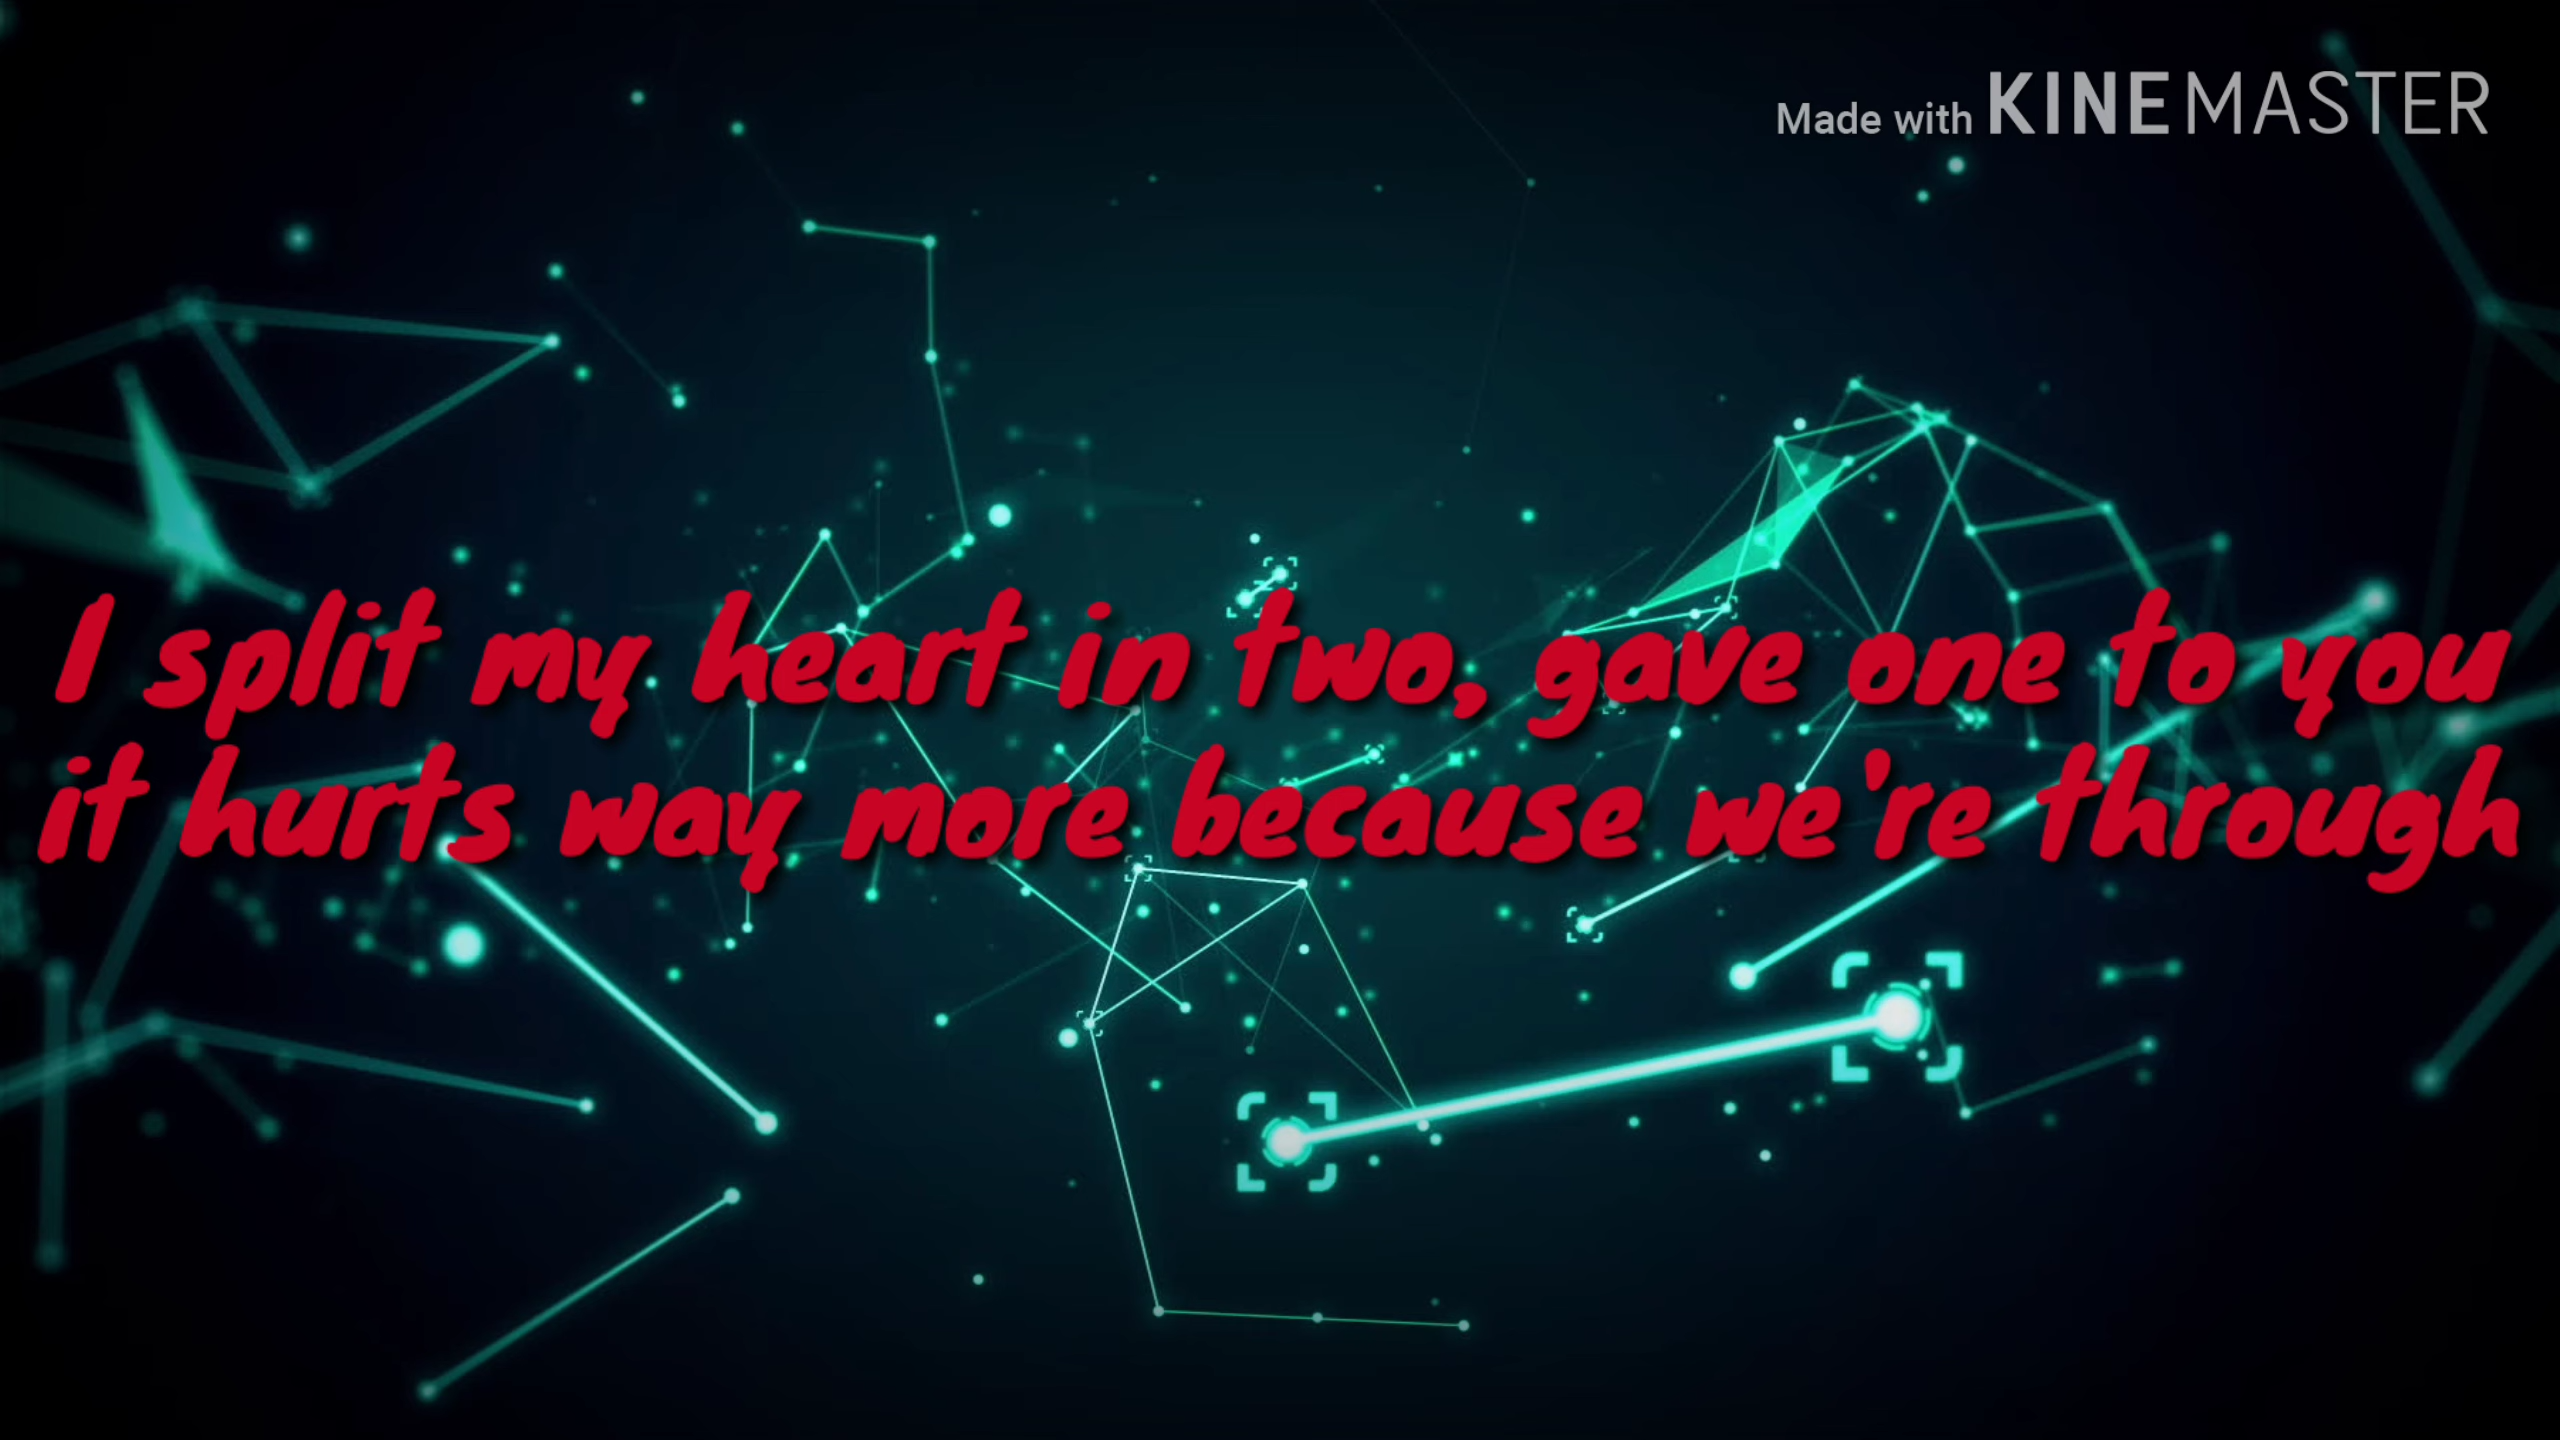 Made with KINEMASTER
I split my heart in two, gave one to you
it hurts way more because we're through